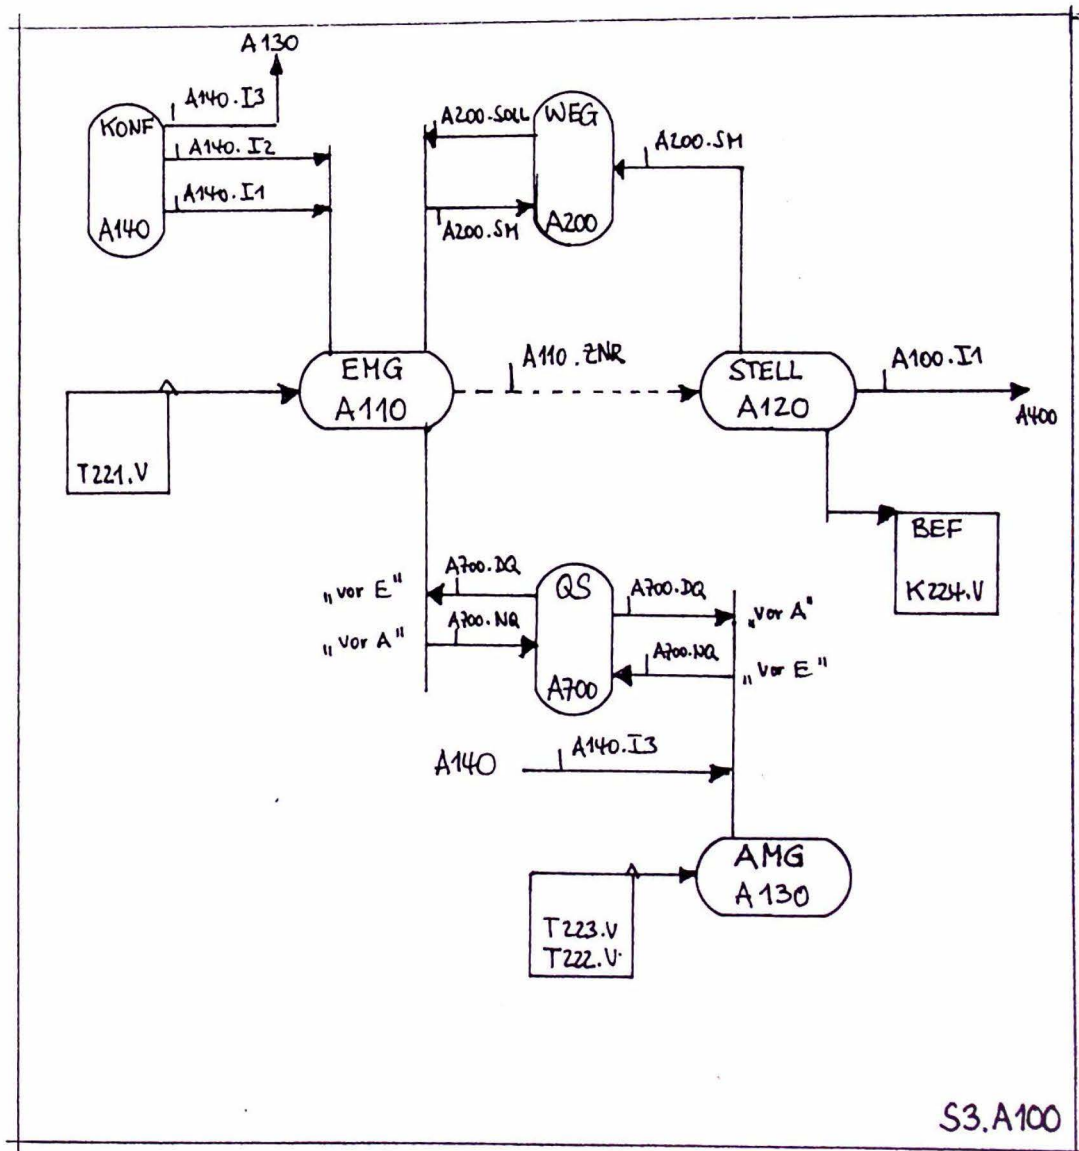 A130
A140.I3
KONF
A140.I2
A140.I1
A140
A200.SOLL
WEG
A200.SM
A200.SM
A200
EMG
A110
A110.ZNR
STELL
A120
A100.I1
A400
T221.V
BEF
K224.V
„vor E"
A700.DQ
QS
A700.DQ
„vor A"
„vor A"
A700.NQ
A700.NQ
„vor E"
A700
A140
A140.I3
AMG
A130
T223.V
T222.V
S3.A100